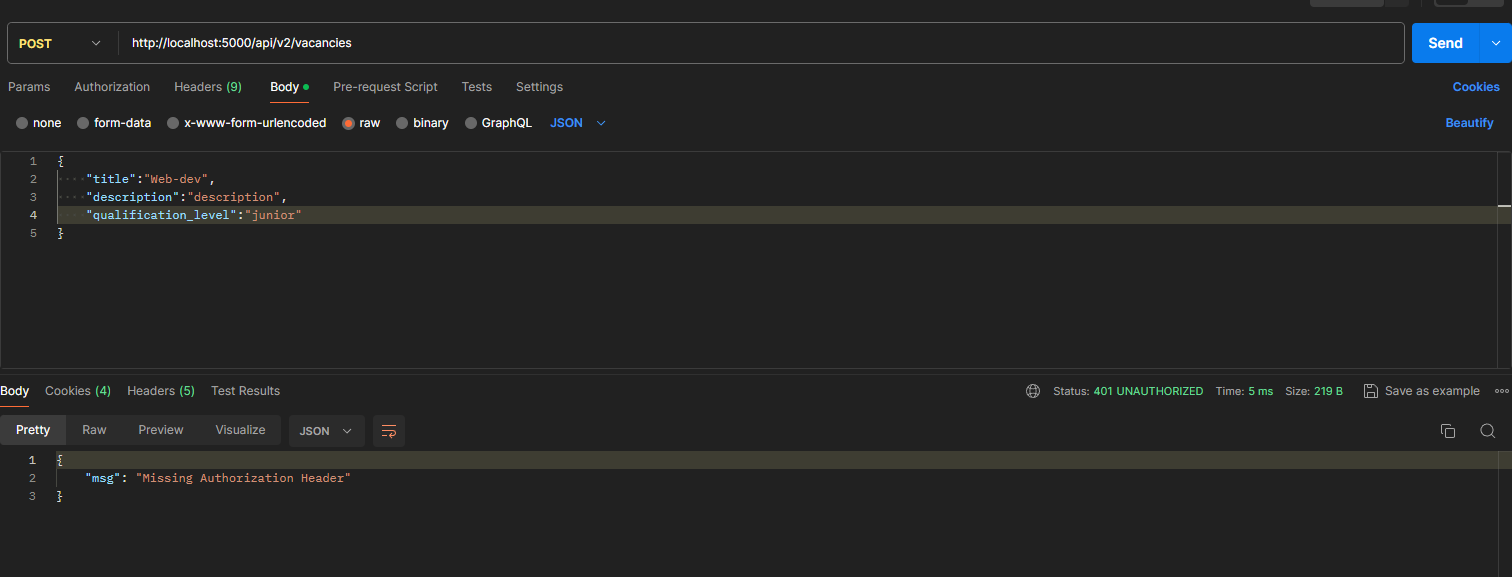 POST http://localhost:5000/api/v2/vacancies Send
Params Authorization Headers (9) Body Pre-request Script Tests Settings Cookies
none form-data x-www-form-urlencoded raw binary GraphQL JSON Beautify
1 {
2 "title":"Web-dev",
3 "description":"description",
4 "qualification_level":"junior"
5 }
Body Cookies (4) Headers (5) Test Results Status: 401 UNAUTHORIZED Time: 5 ms Size: 219 B Save as example
Pretty Raw Preview Visualize JSON
1 {
2 "msg": "Missing Authorization Header"
3 }